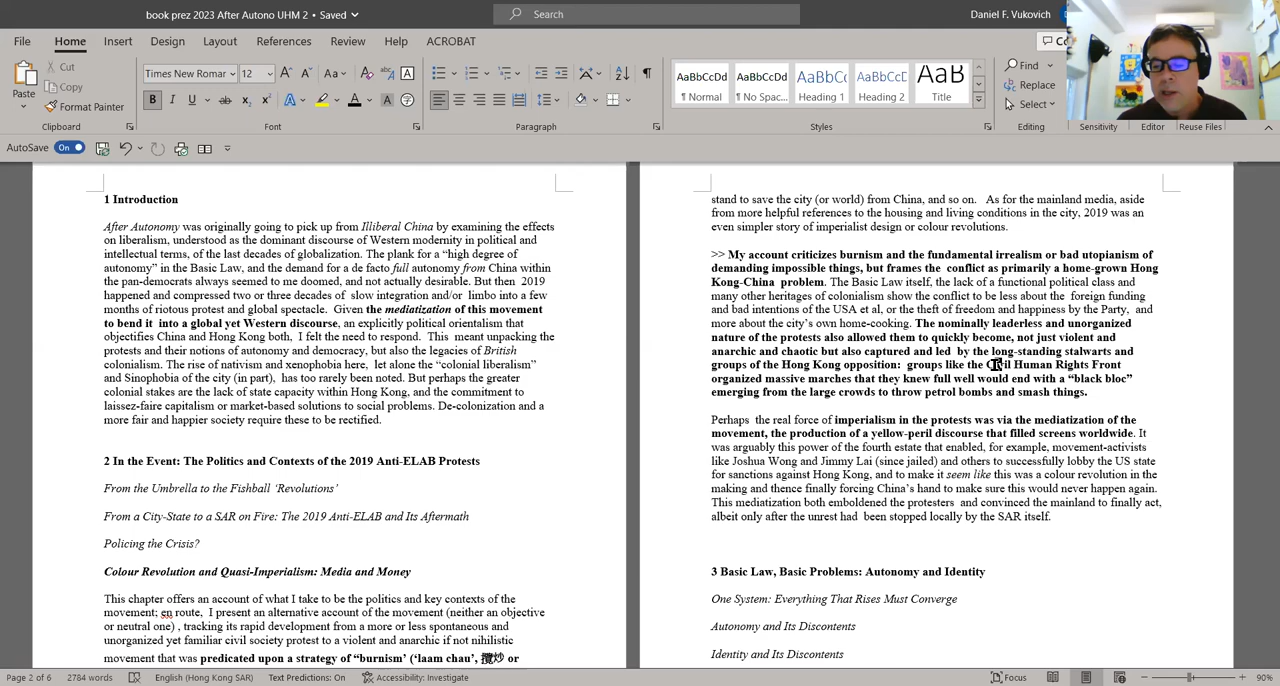 book prez 2023 After Autono UHM 2 • Saved
Search
Daniel F. Vukovich
File Home Insert Draw Design Layout References Review Help ACROBAT
Paste
Cut
Copy
Format Painter
Times New Romar 12
AaBbCcDd AaBbCcDd AaBbCcD AaBbCcE AaB
¶ Normal ¶ No Spac... Heading 1 Heading 2 Title
Find
Replace
Select
Clipboard Font Paragraph Styles Editing Sensitivity Editor Reuse Files
AutoSave On
1 Introduction
After Autonomy was originally going to pick up from Illiberal China by examining the effects
on liberalism, understood as the dominant discourse of Western modernity in political and
intellectual terms, of the last decades of globalization. The plank for a “high degree of
autonomy” in the Basic Law, and the demand for a de facto full autonomy from China within
the pan-democrats always seemed to me doomed, and not actually desirable. But then 2019
happened and compressed two or three decades of slow integration and/or limbo into a few
months of riotous protest and global spectacle. Given the mediatization of this movement
to bend it into a global yet Western discourse, an explicitly political orientalism that
objectifies China and Hong Kong both, I felt the need to respond. This meant unpacking the
protests and their notions of autonomy and democracy, but also the legacies of British
colonialism. The rise of nativism and xenophobia here, let alone the “colonial liberalism”
and Sinophobia of the city (in part), has too rarely been noted. But perhaps the greater
colonial stakes are the lack of state capacity within Hong Kong, and the commitment to
laissez-faire capitalism or market-based solutions to social problems. De-colonization and a
more fair and happier society require these to be rectified.
2 In the Event: The Politics and Contexts of the 2019 Anti-ELAB Protests
From the Umbrella to the Fishball ‘Revolutions’
From a City-State to a SAR on Fire: The 2019 Anti-ELAB and Its Aftermath
Policing the Crisis?
Colour Revolution and Quasi-Imperialism: Media and Money
This chapter offers an account of what I take to be the politics and key contexts of the
movement; en route, I present an alternative account of the movement (neither an objective
or neutral one) , tracking its rapid development from a more or less spontaneous and
unorganized yet familiar civil society protest to a violent and anarchic if not nihilistic
movement that was predicated upon a strategy of “burnism” (‘laam chau’, 攬炒 or
stand to save the city (or world) from China, and so on. As for the mainland media, aside
from more helpful references to the housing and living conditions in the city, 2019 was an
even simpler story of imperialist design or colour revolutions.
>> My account criticizes burnism and the fundamental irrealism or bad utopianism of
demanding impossible things, but frames the conflict as primarily a home-grown Hong
Kong-China problem. The Basic Law itself, the lack of a functional political class and
many other heritages of colonialism show the conflict to be less about the foreign funding
and bad intentions of the USA et al, or the theft of freedom and happiness by the Party, and
more about the city’s own home-cooking. The nominally leaderless and unorganized
nature of the protests also allowed them to quickly become, not just violent and
anarchic and chaotic but also captured and led by the long-standing stalwarts and
groups of the Hong Kong opposition: groups like the Civil Human Rights Front
organized massive marches that they knew full well would end with a “black bloc”
emerging from the large crowds to throw petrol bombs and smash things.
Perhaps the real force of imperialism in the protests was via the mediatization of the
movement, the production of a yellow-peril discourse that filled screens worldwide. It
was arguably this power of the fourth estate that enabled, for example, movement-activists
like Joshua Wong and Jimmy Lai (since jailed) and others to successfully lobby the US state
for sanctions against Hong Kong, and to make it seem like this was a colour revolution in the
making and thence finally forcing China’s hand to make sure this would never happen again.
This mediatization both emboldened the protesters and convinced the mainland to finally act,
albeit only after the unrest had been stopped locally by the SAR itself.
3 Basic Law, Basic Problems: Autonomy and Identity
One System: Everything That Rises Must Converge
Autonomy and Its Discontents
Identity and Its Discontents
Page 2 of 6 2784 words English (Hong Kong SAR) Text Predictions: On Accessibility: Investigate Focus 90%